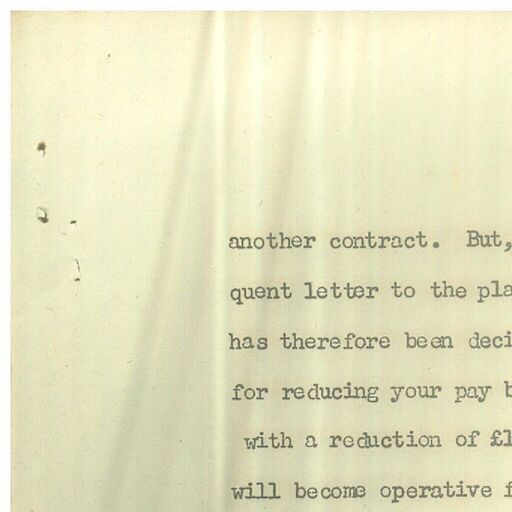 another contract. But,
quent letter to the pla
has therefore been deci
for reducing your pay b
with a reduction of £1
will become operative f